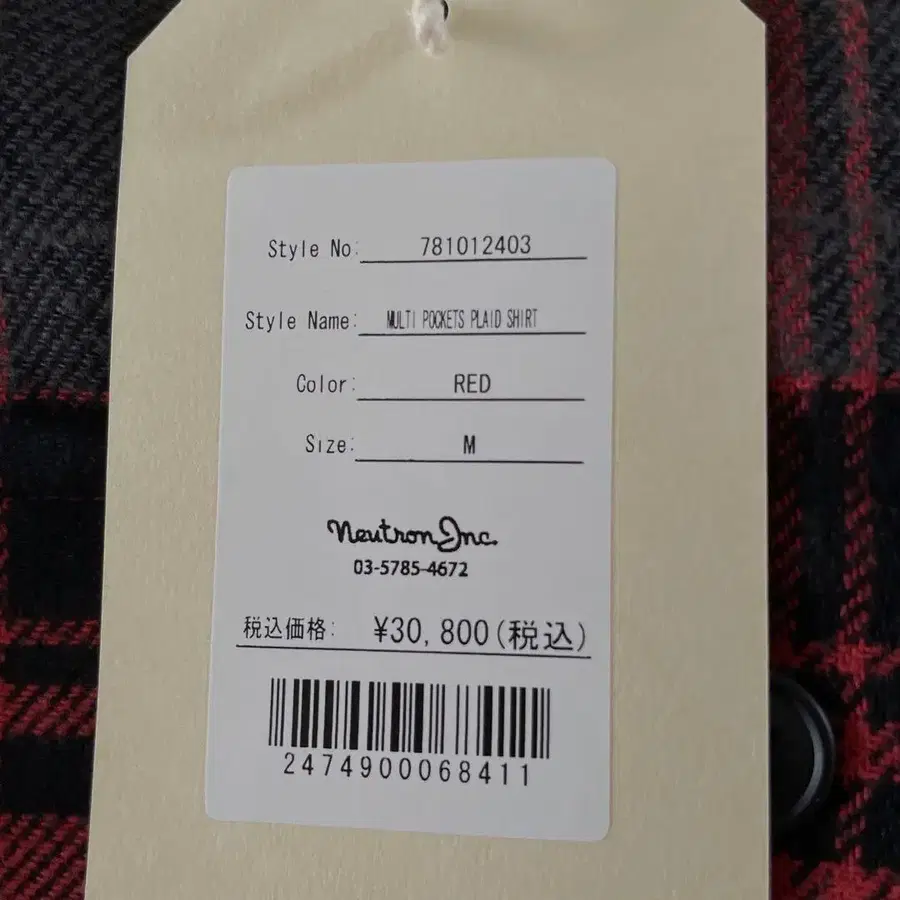 Style No: 781012403
Style Name: MULTI POCKETS PLAID SHIRT
Color: RED
Size: M
Neutron Inc.
03-5785-4672
税込価格: ¥30,800(税込)
2474900068411